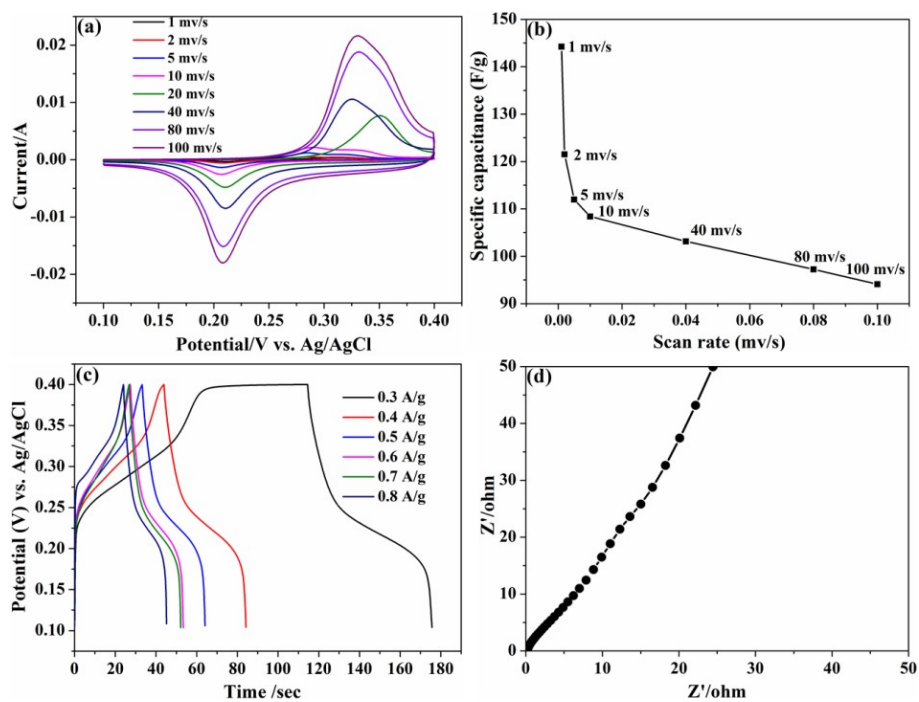 (a)
1 mv/s
2 mv/s
5 mv/s
10 mv/s
20 mv/s
40 mv/s
80 mv/s
100 mv/s
0.02
0.01
0.00
-0.01
-0.02
Current/A
0.10 0.15 0.20 0.25 0.30 0.35 0.40
Potential/V vs. Ag/AgCl
(b)
150
140
130
120
110
100
90
Specific capacitance (F/g)
1 mv/s
2 mv/s
5 mv/s
10 mv/s
40 mv/s
80 mv/s
100 mv/s
0.00 0.02 0.04 0.06 0.08 0.10
Scan rate (mv/s)
(c)
0.3 A/g
0.4 A/g
0.5 A/g
0.6 A/g
0.7 A/g
0.8 A/g
0.40
0.35
0.30
0.25
0.20
0.15
0.10
Potential (V) vs. Ag/AgCl
0 20 40 60 80 100 120 140 160 180
Time /sec
(d)
50
40
30
20
10
0
Z'/ohm
0 10 20 30 40 50
Z'/ohm